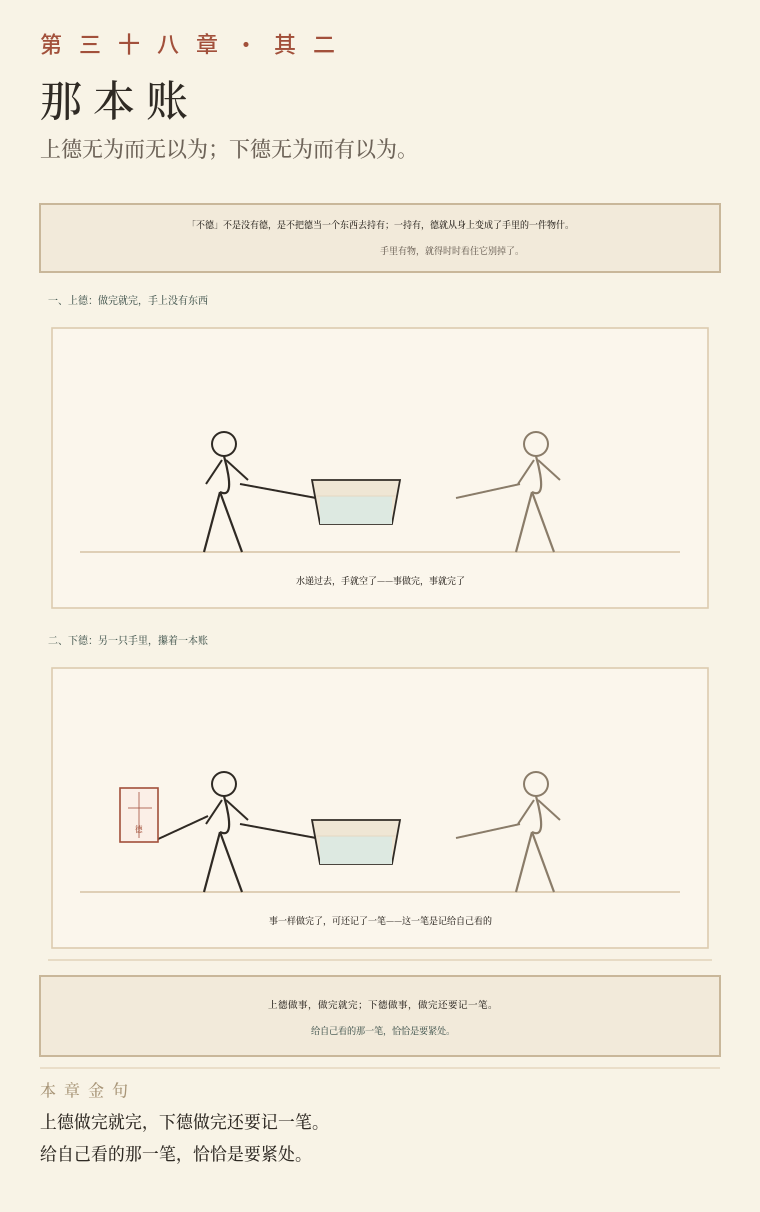 第三十八章·其二
那本账
上德无为而无以为；下德无为而有以为。
「不德」不是没有德，是不把德当一个东西去持有；一持有，德就从身上变成了手里的一件物什。
手里有物，就得时时看住它别掉了。
一、上德：做完就完，手上没有东西
水递过去，手就空了——事做完，事就完了
二、下德：另一只手里，攥着一本账
德
事一样做完了，可还记了一笔——这一笔是记给自己看的
上德做事，做完就完；下德做事，做完还要记一笔。
给自己看的那一笔，恰恰是要紧处。
本章金句
上德做完就完，下德做完还要记一笔。
给自己看的那一笔，恰恰是要紧处。